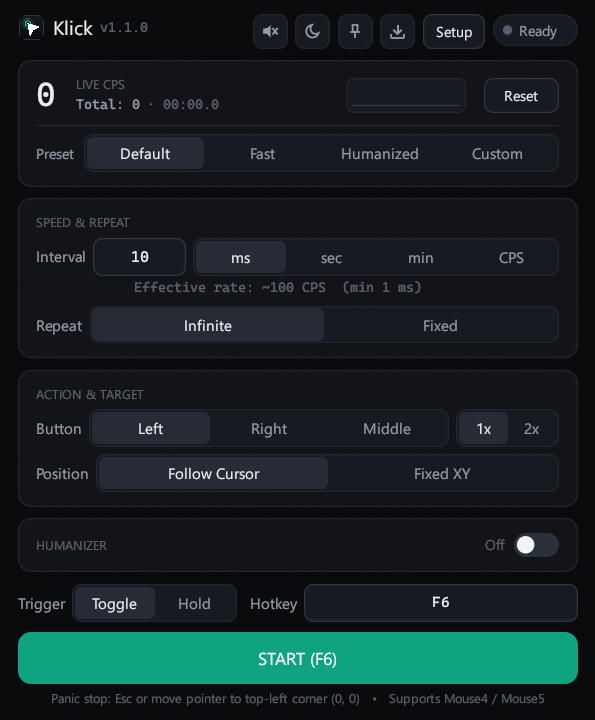 Klick v1.1.0 Setup Ready
0 LIVE CPS
Total: 0 · 00:00.0 Reset
Preset Default Fast Humanized Custom
SPEED & REPEAT
Interval 10 ms sec min CPS
Effective rate: ~100 CPS (min 1 ms)
Repeat Infinite Fixed
ACTION & TARGET
Button Left Right Middle 1x 2x
Position Follow Cursor Fixed XY
HUMANIZER Off
Trigger Toggle Hold Hotkey F6
START (F6)
Panic stop: Esc or move pointer to top-left corner (0, 0) • Supports Mouse4 / Mouse5